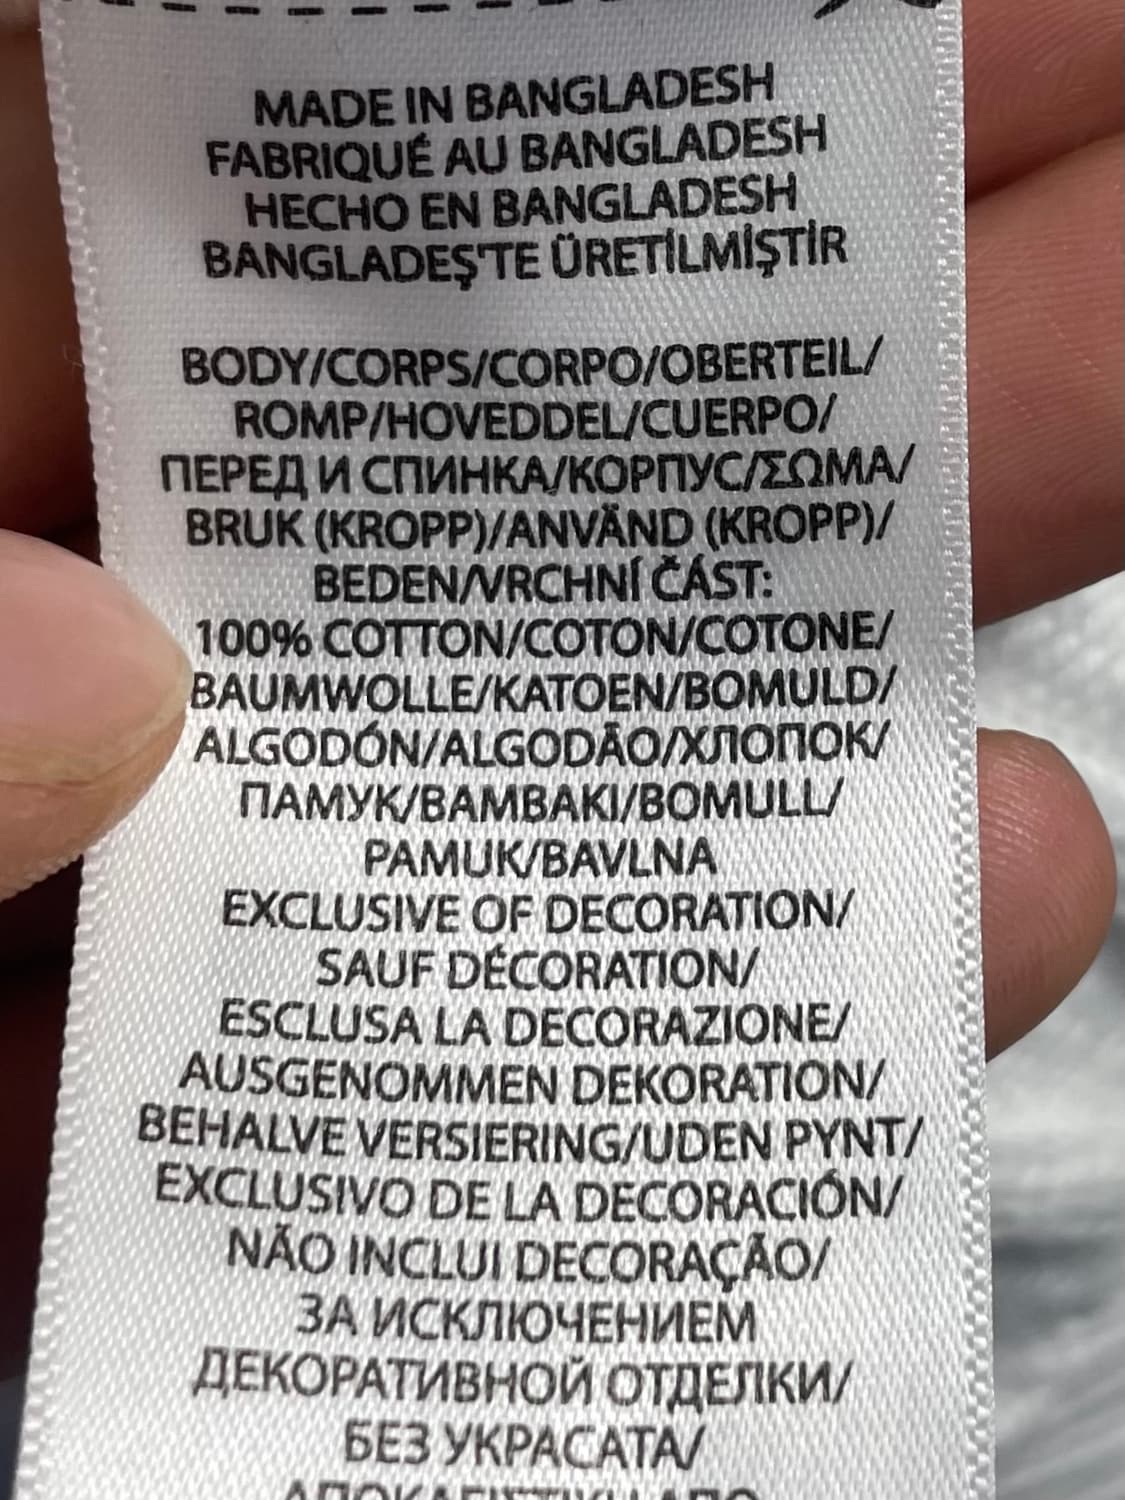 MADE IN BANGLADESH
FABRIQUÉ AU BANGLADESH
HECHO EN BANGLADESH
BANGLADEŞ'TE ÜRETİLMİŞTİR
BODY/CORPS/CORPO/OBERTEIL/
ROMP/HOVEDDEL/CUERPO/
ПЕРЕД И СПИНКА/КОРПУС/ΣΩΜΑ/
BRUK (KROPP)/ANVÄND (KROPP)/
BEDEN/VRCHNÍ ČÁST:
100% COTTON/COTON/COTONE/
BAUMWOLLE/KATOEN/BOMULD/
ALGODÓN/ALGODÃO/ХЛОПОК/
ПАМУК/BAMBAKI/BOMULL/
PAMUK/BAVLNA
EXCLUSIVE OF DECORATION/
SAUF DÉCORATION/
ESCLUSA LA DECORAZIONE/
AUSGENOMMEN DEKORATION/
BEHALVE VERSIERING/UDEN PYNT/
EXCLUSIVO DE LA DECORACIÓN/
NÃO INCLUI DECORAÇÃO/
ЗА ИСКЛЮЧЕНИЕМ
ДЕКОРАТИВНОЙ ОТДЕЛКИ/
БЕЗ УКРАСАТА/